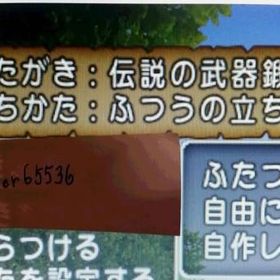 たがき：伝説の武器鍛
ちかた：ふつうの立ち
or65536
ふたつ
自由に
自作し
らつける
を設定する